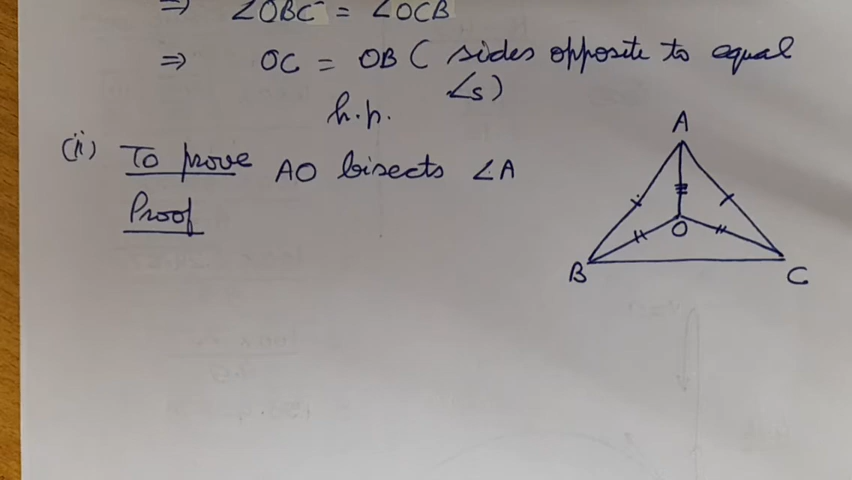 ⇒ ∠OBC = ∠OCB
⇒ OC = OB ( sides opposite to equal
∠s)
h.p.
(ii) To prove AO bisects ∠A
Proof
A
O
B
C